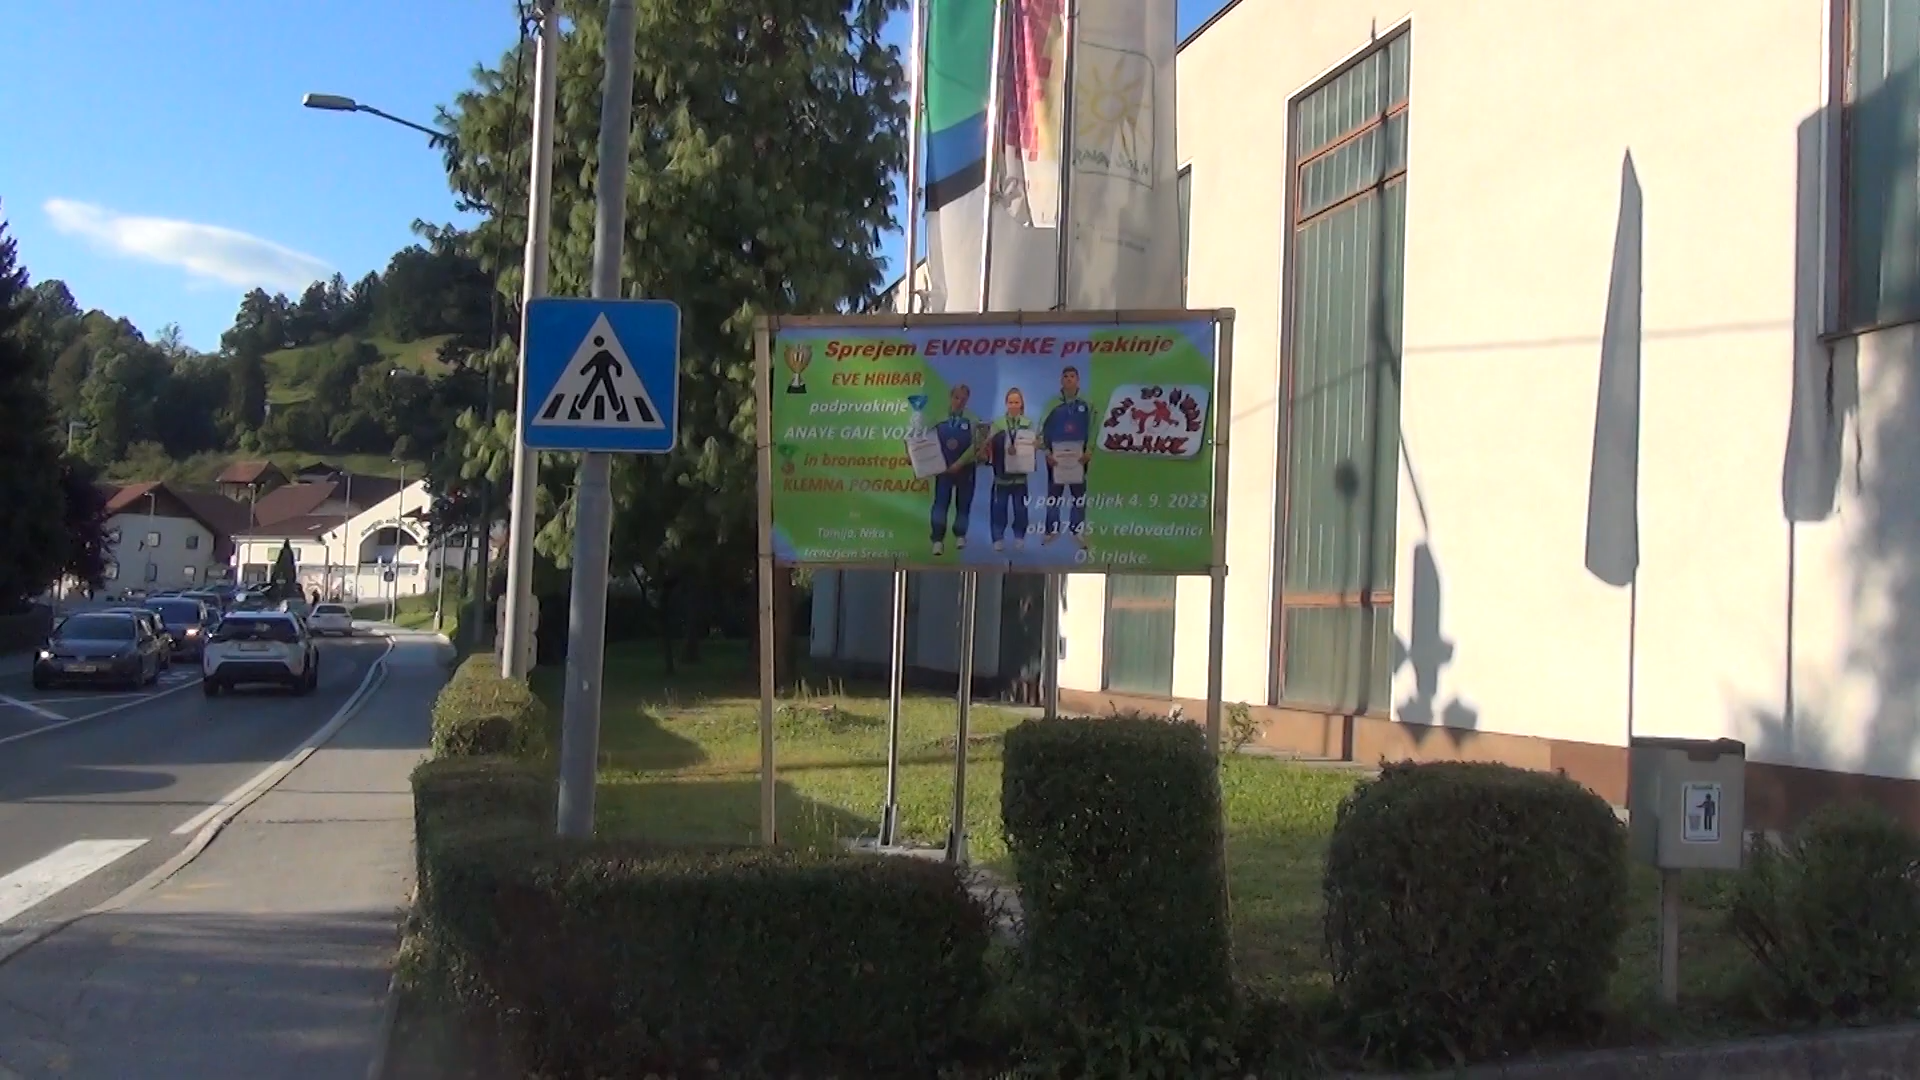 Sprejem EVROPSKE prvakinje
EVE HRIBAR
podprvakinje
ANAYE GAJE VOZEL
in bronastega
KLEMNA POGRAJCA
v ponedeljek 4. 9. 2023
ob 17:45 v telovadnici
OŠ Izlake.